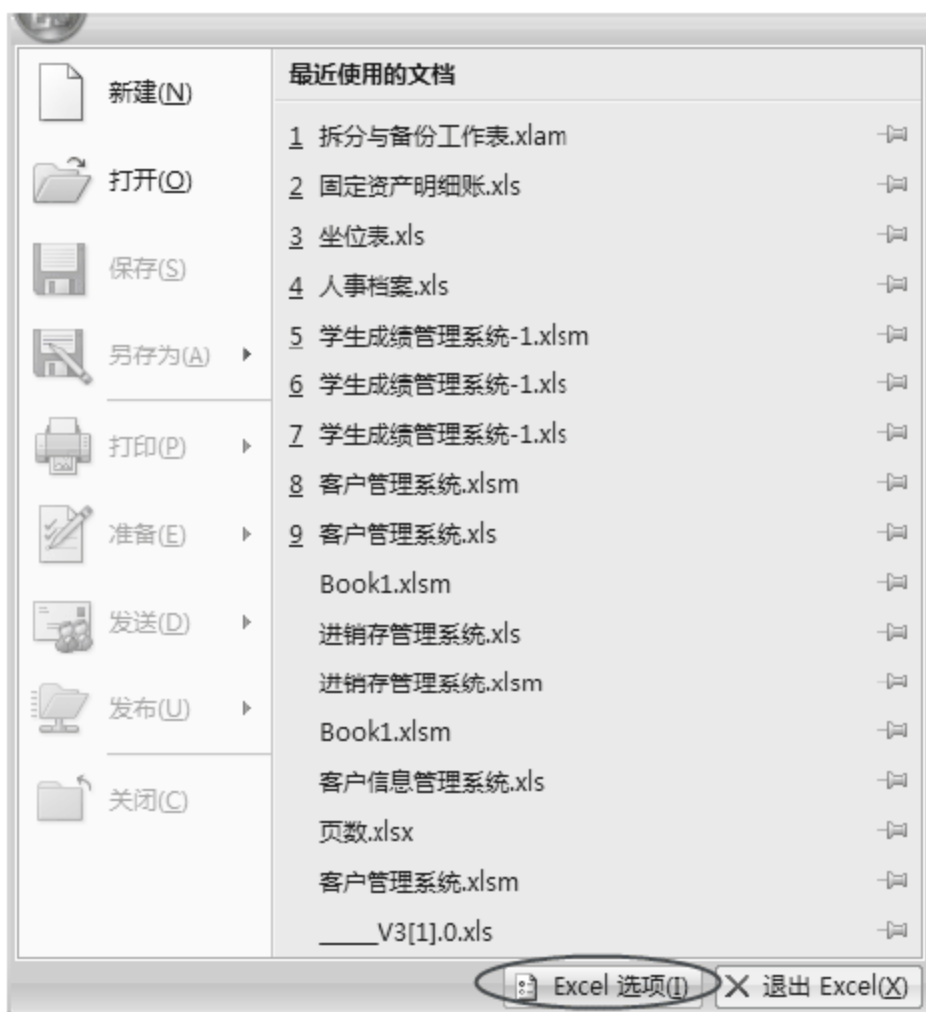 新建(N)
打开(O)
保存(S)
另存为(A)
打印(P)
准备(E)
发送(D)
发布(U)
关闭(C)
最近使用的文档
1 拆分与备份工作表.xlam
2 固定资产明细账.xls
3 坐位表.xls
4 人事档案.xls
5 学生成绩管理系统-1.xlsm
6 学生成绩管理系统-1.xls
7 学生成绩管理系统-1.xls
8 客户管理系统.xlsm
9 客户管理系统.xls
Book1.xlsm
进销存管理系统.xls
进销存管理系统.xlsm
Book1.xlsm
客户信息管理系统.xls
页数.xlsx
客户管理系统.xlsm
_____V3[1].0.xls
Excel 选项(I)
退出 Excel(X)